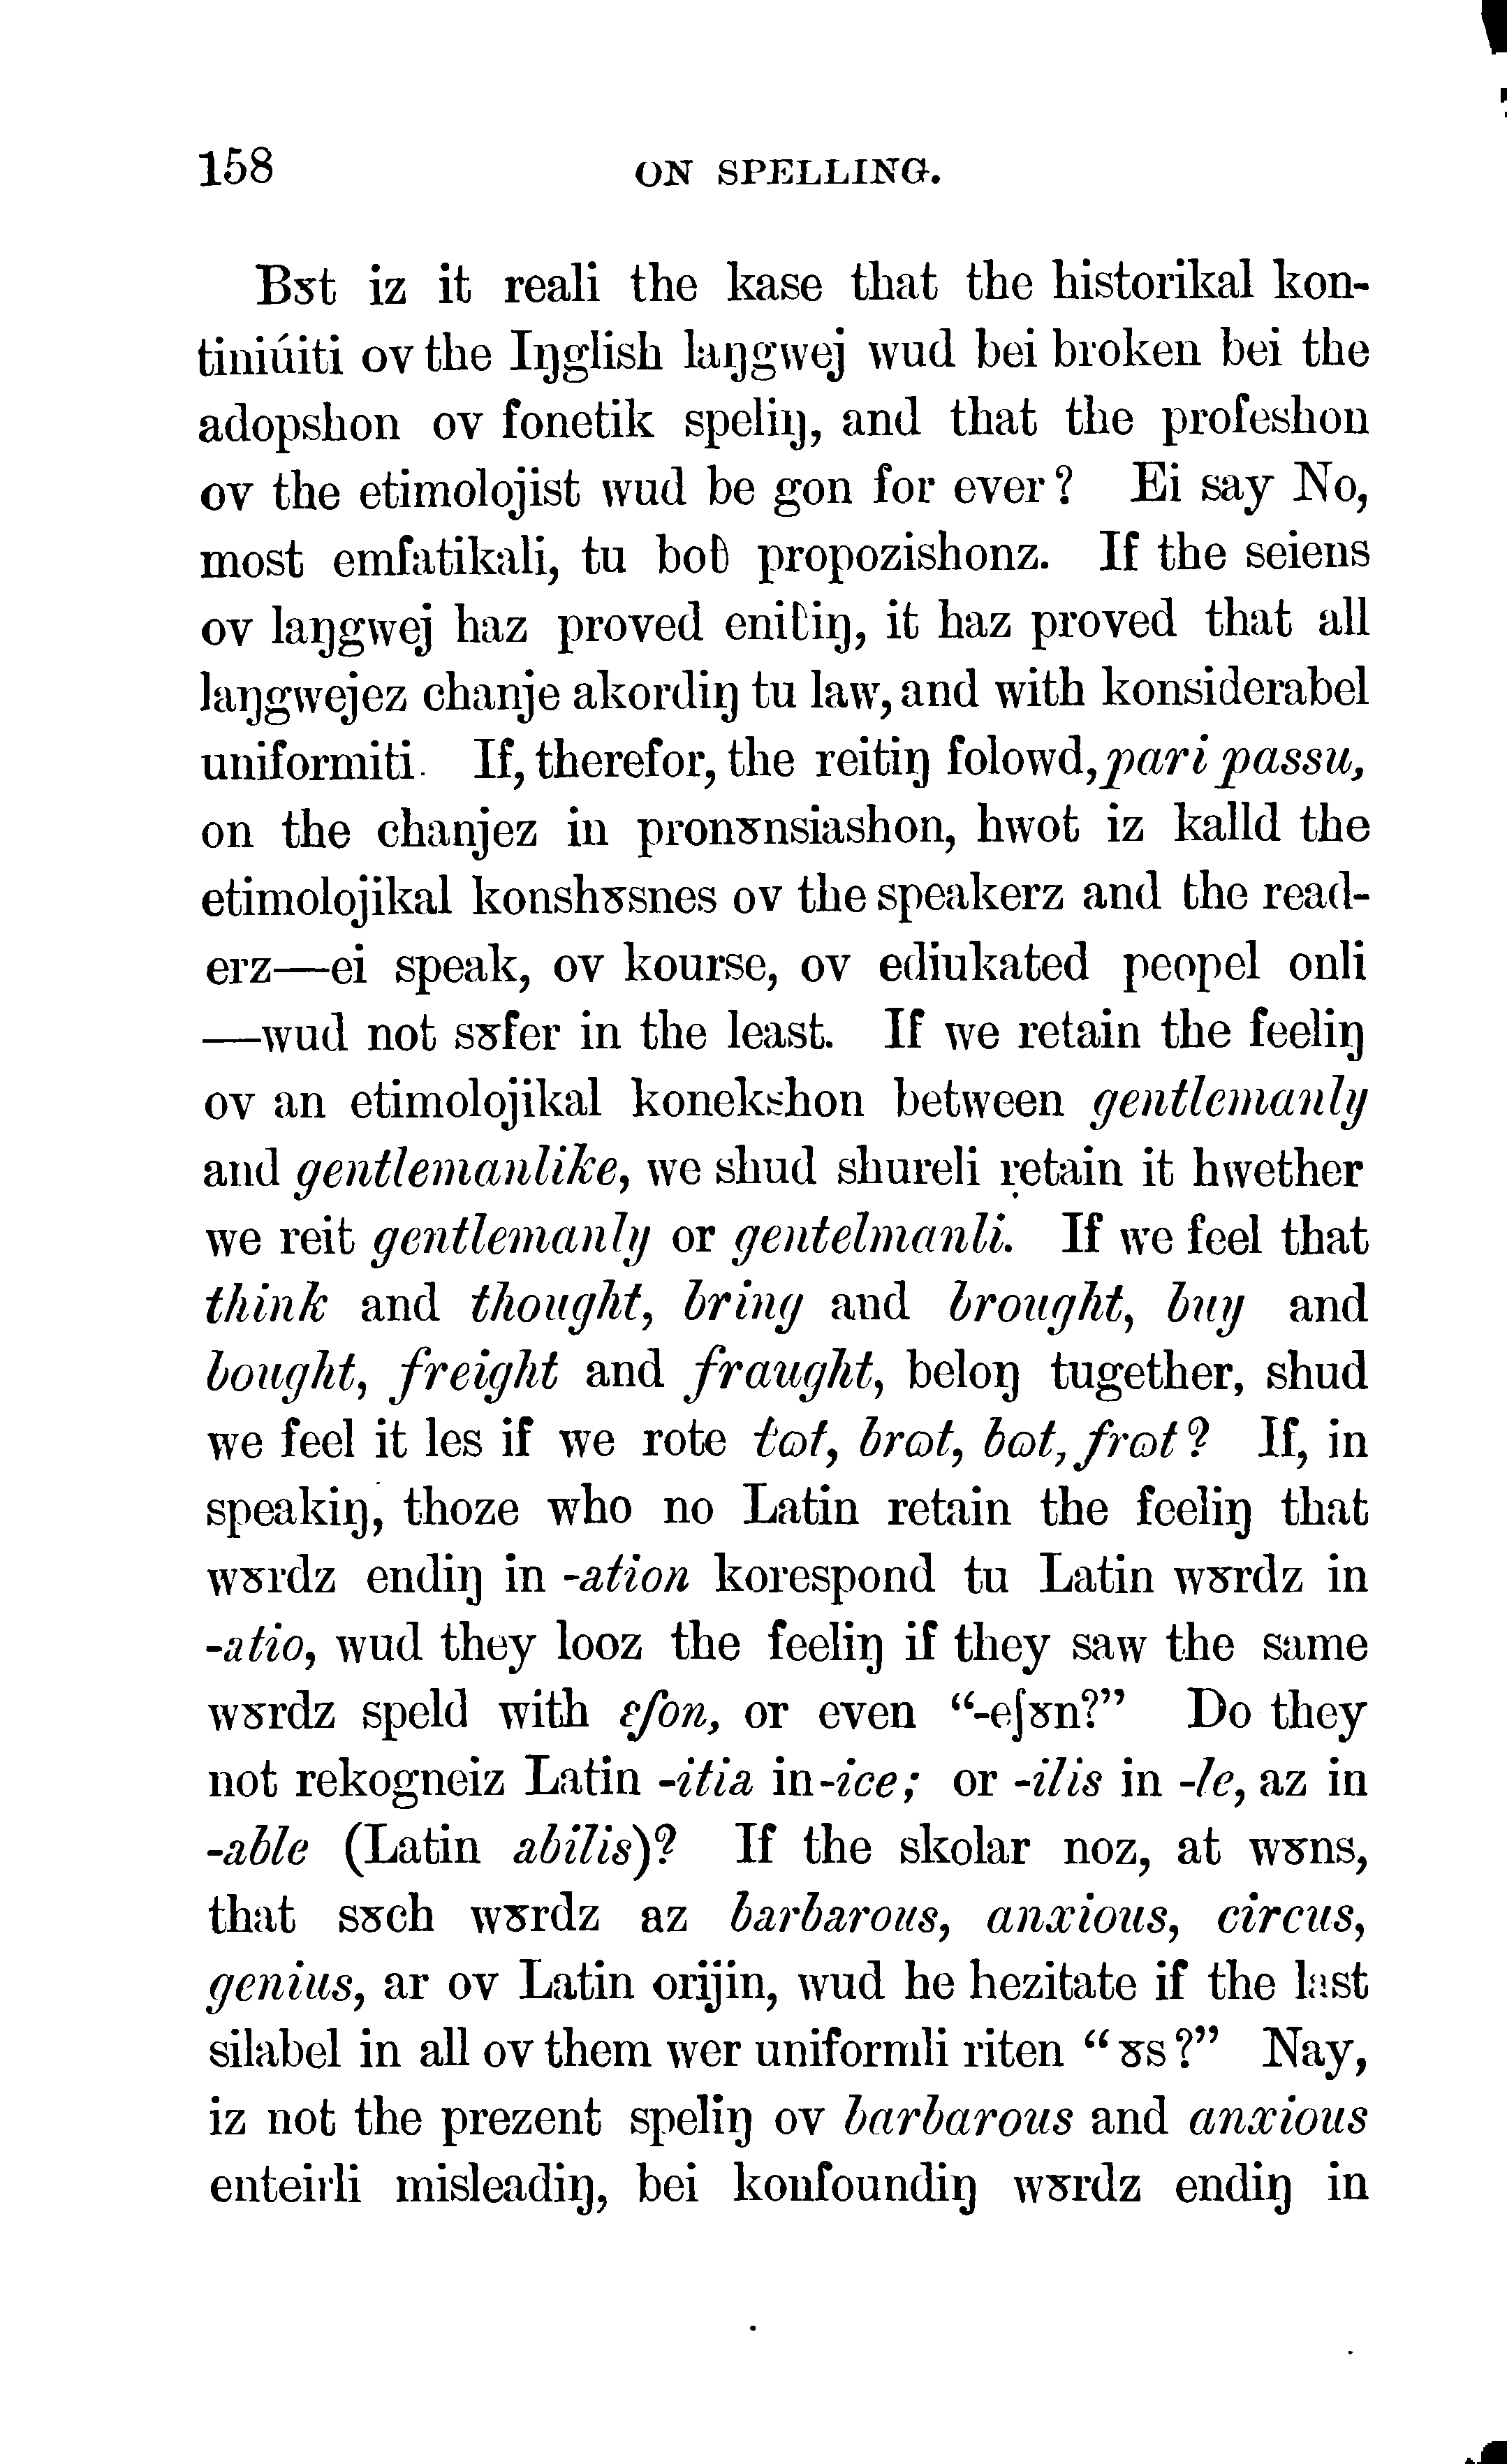 158 ON SPELLING.
Bɤt iz it reali the kase that the historikal kon-
tiniúiti ov the Iŋglish laŋgwej wud bei broken bei the
adopshon ov fonetik speliŋ, and that the profeshon
ov the etimolojist wud be gon for ever? Ei say No,
most emfatikali, tu boƀ propozishonz. If the seiens
ov laŋgwej haz proved eniƭiŋ, it haz proved that all
laŋgwejez chanje akordiŋ tu law, and with konsiderabel
uniformiti. If, therefor, the reitiŋ folowd, pari passu,
on the chanjez in pronɤnsiashon, hwot iz kalld the
etimolojikal konshɤsnes ov the speakerz and the read-
erz—ei speak, ov kourse, ov ediukated peopel onli
—wud not sɤfer in the least. If we retain the feeliŋ
ov an etimolojikal konekshon between gentlemanly
and gentlemanlike, we shud shureli retain it hwether
we reit gentlemanly or gentelmanli. If we feel that
think and thought, bring and brought, buy and
bought, freight and fraught, beloŋ tugether, shud
we feel it les if we rote ƭɷt, brɷt, bɷt, frɷt? If, in
speakiŋ, thoze who no Latin retain the feeliŋ that
wɤrdz endiŋ in -ation korespond tu Latin wɤrdz in
-atio, wud they looz the feeliŋ if they saw the same
wɤrdz speld with εʃon, or even “-eʃɤn?” Do they
not rekogneiz Latin -itia in -ice; or -ilis in -le, az in
-able (Latin abilis)? If the skolar noz, at wɤns,
that sɤch wɤrdz az barbarous, anxious, circus,
genius, ar ov Latin orijin, wud he hezitate if the last
silabel in all ov them wer uniformli riten “ɤs?” Nay,
iz not the prezent speliŋ ov barbarous and anxious
enteirli misleadiŋ, bei konfoundiŋ wɤrdz endiŋ in